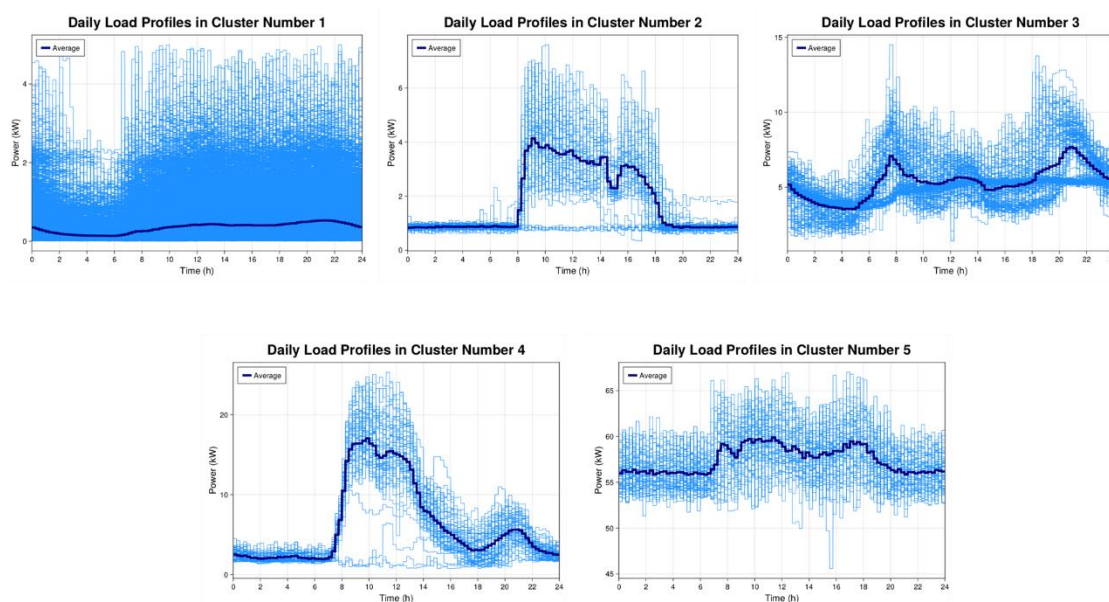 Daily Load Profiles in Cluster Number 1
Average
Power (kW)
4
2
0
0 2 4 6 8 10 12 14 16 18 20 22 24
Time (h)
Daily Load Profiles in Cluster Number 2
Average
Power (kW)
6
4
2
0
0 2 4 6 8 10 12 14 16 18 20 22 24
Time (h)
Daily Load Profiles in Cluster Number 3
Average
Power (kW)
15
10
5
0
0 2 4 6 8 10 12 14 16 18 20 22 24
Time (h)
Daily Load Profiles in Cluster Number 4
Average
Power (kW)
20
10
0
0 2 4 6 8 10 12 14 16 18 20 22 24
Time (h)
Daily Load Profiles in Cluster Number 5
Average
Power (kW)
65
60
55
50
45
0 2 4 6 8 10 12 14 16 18 20 22 24
Time (h)